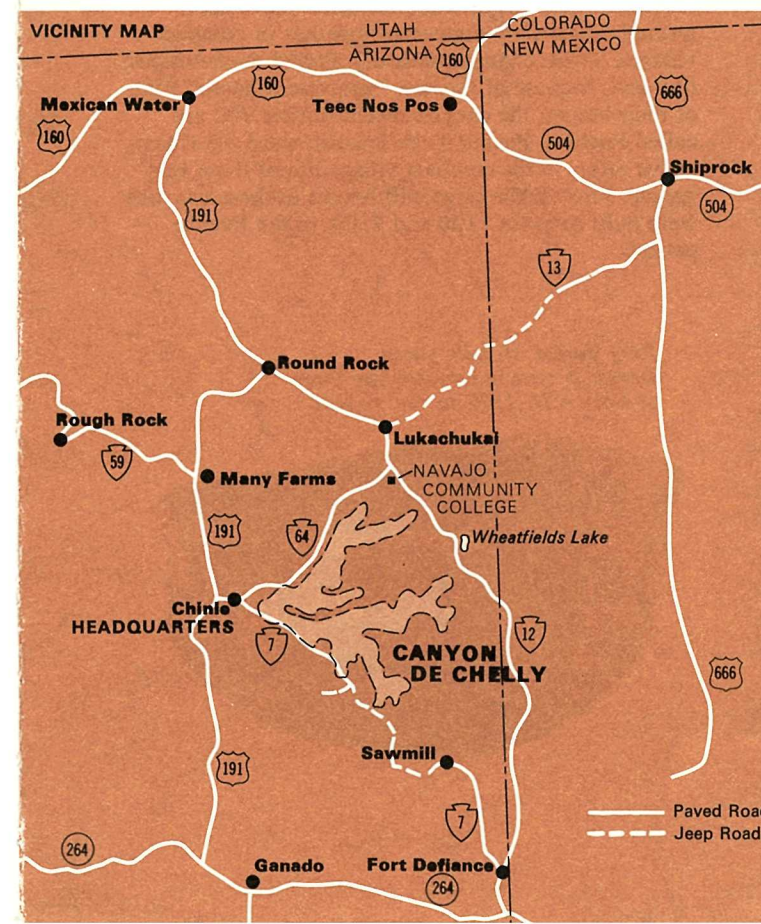 VICINITY MAP
UTAH
COLORADO
ARIZONA
NEW MEXICO
160
160
666
Mexican Water
Teec Nos Pos
160
504
Shiprock
504
191
13
Round Rock
Rough Rock
Lukachukai
59
Many Farms
NAVAJO
COMMUNITY
COLLEGE
191
64
Wheatfields Lake
Chinle
HEADQUARTERS
7
12
CANYON
DE CHELLY
666
Sawmill
191
7
Paved Road
Jeep Road
264
Ganado
Fort Defiance
264